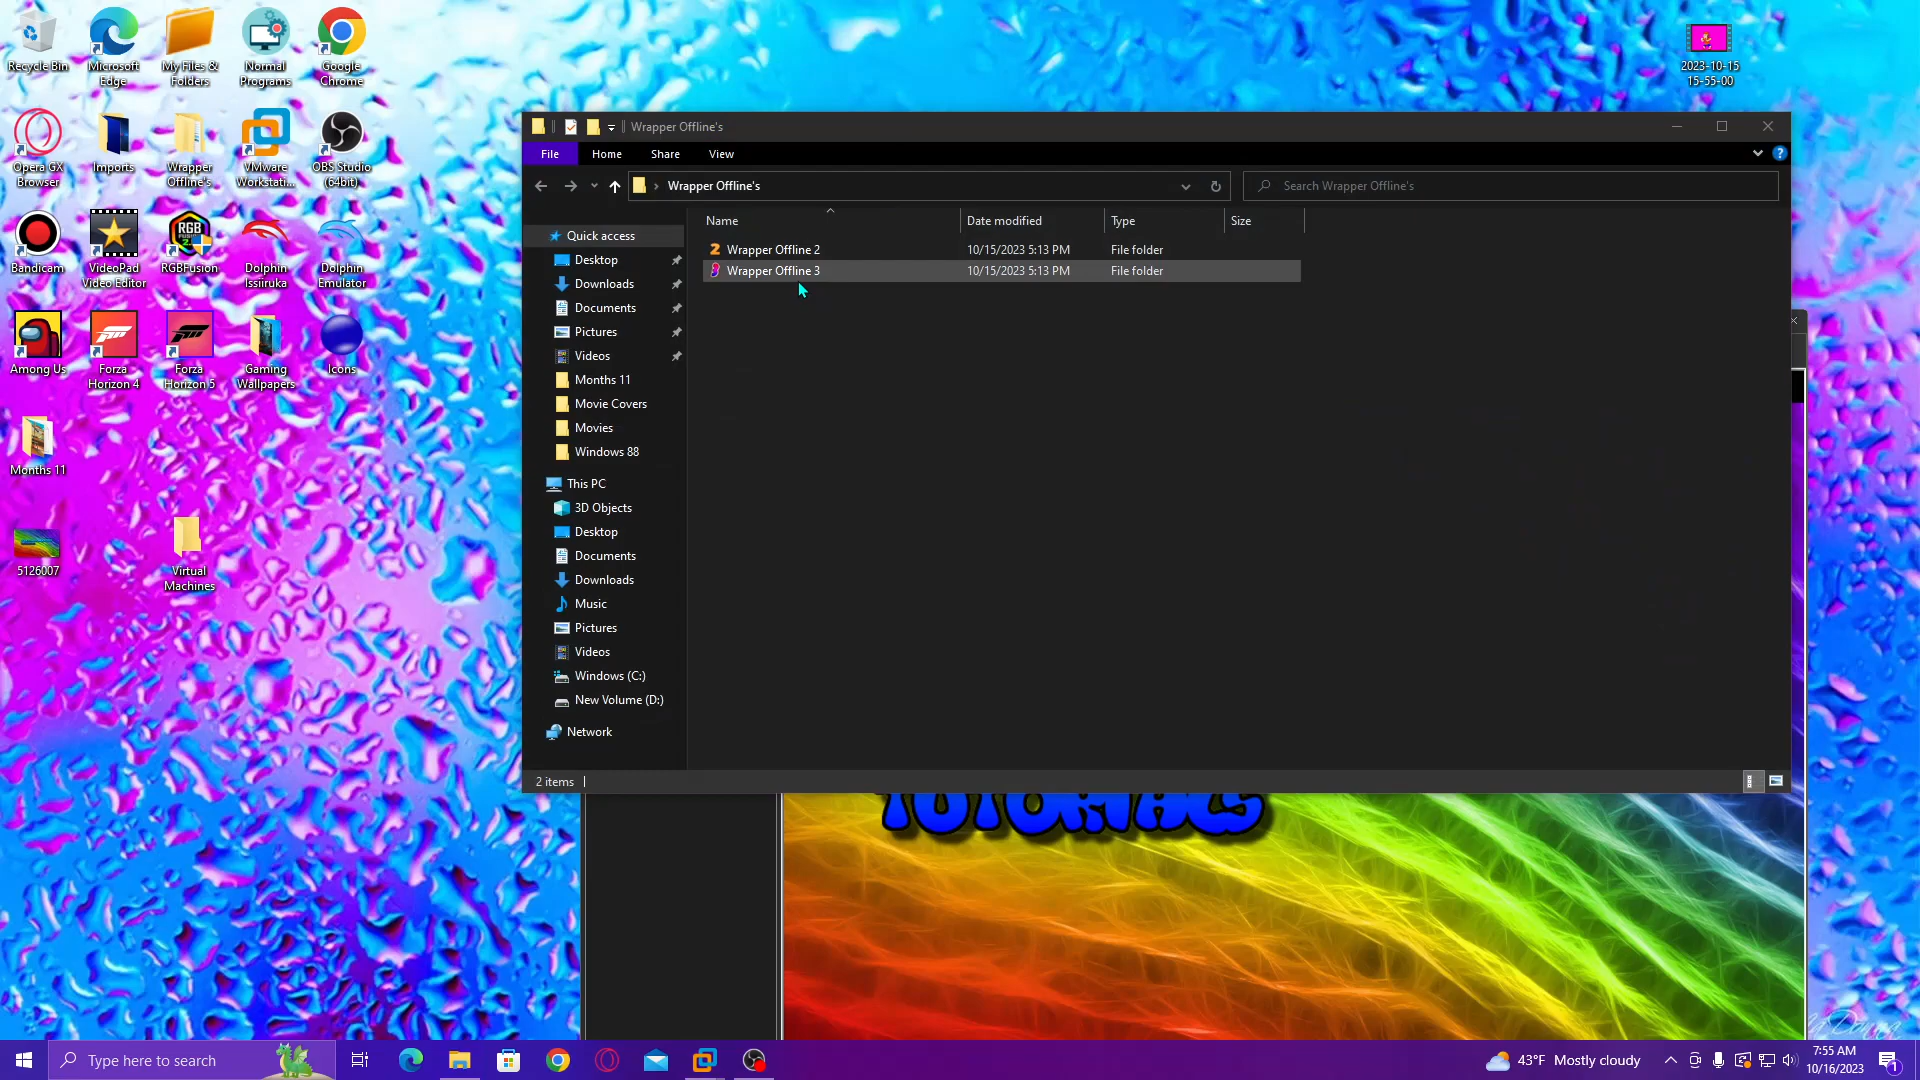 Recycle Bin
Microsoft
Edge
My Files &
Folders
Normal
Programs
Google
Chrome
2023-10-15
15-55-00
Opera GX
Browser
Imports
Wrapper
Offline's
VMware
Workstati...
OBS Studio
(64bit)
Bandicam
VideoPad
Video Editor
RGB
FUSION
RGBFusion
Dolphin
Issiiruka
Dolphin
Emulator
Among Us
Forza
Horizon 4
Forza
Horizon 5
Gaming
Wallpapers
Icons
Months 11
5126007
Virtual
Machines
Wrapper Offline's
File
Home
Share
View
Wrapper Offline's
Search Wrapper Offline's
Name
Date modified
Type
Size
Wrapper Offline 2
10/15/2023 5:13 PM
File folder
Wrapper Offline 3
10/15/2023 5:13 PM
File folder
Quick access
Desktop
Downloads
Documents
Pictures
Videos
Months 11
Movie Covers
Movies
Windows 88
This PC
3D Objects
Desktop
Documents
Downloads
Music
Pictures
Videos
Windows (C:)
New Volume (D:)
Network
2 items
TUTORIALS
Type here to search
43°F Mostly cloudy
7:55 AM
10/16/2023
1